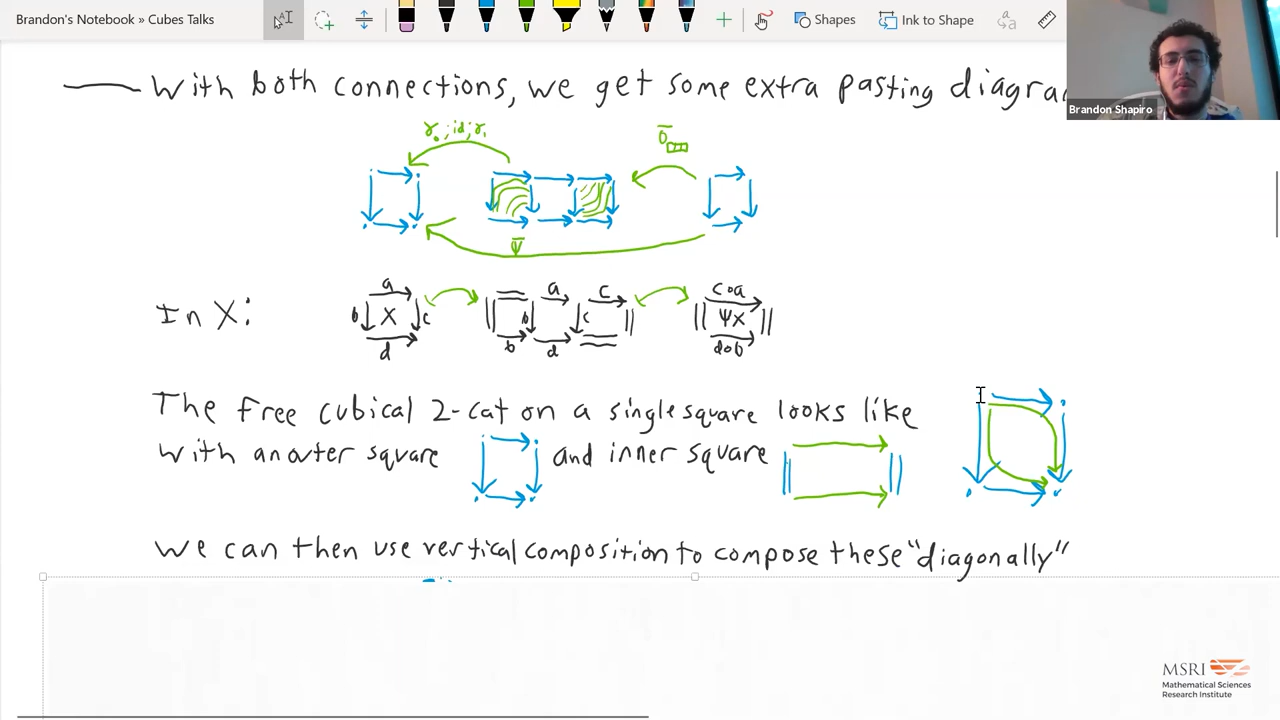 Brandon's Notebook » Cubes Talks
Shapes
Ink to Shape
Brandon Shapiro
With both connections, we get some extra pasting diagra
γ₀; id; γ₁
Ψ̄
In X:
a
b X c
d
a c
b c
b d
c∘a
ΨX
d∘b
The free cubical 2-cat on a single square looks like
with an outer square and inner square
We can then use vertical composition to compose these "diagonally"
MSRI
Mathematical Sciences
Research Institute